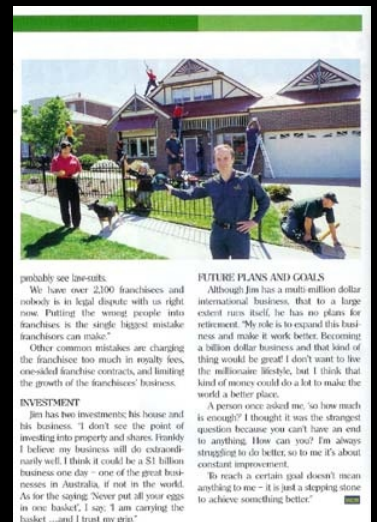 probably see law-suits.
We have over 2,100 franchisees and
nobody is in legal dispute with us right
now. Putting the wrong people into
franchises is the single biggest mistake
franchisors can make."
Other common mistakes are charging
the franchisee too much in royalty fees,
one-sided franchise contracts, and limiting
the growth of the franchisees' business.
INVESTMENT
Jim has two investments; his house and
his business. "I don't see the point of
investing into property and shares. Frankly
I believe my business will do extraordi-
narily well. I think it could be a $1 billion
business one day – one of the great busi-
nesses in Australia, if not in the world.
As for the saying 'Never put all your eggs
in one basket', I say, 'I am carrying the
basket ...and I trust my grip."
FUTURE PLANS AND GOALS
Although Jim has a multi-million dollar
international business, that to a large
extent runs itself, he has no plans for
retirement. "My role is to expand this busi-
ness and make it work better. Becoming
a billion dollar business and that kind of
thing would be great! I don't want to live
the millionaire lifestyle, but I think that
kind of money could do a lot to make the
world a better place.
A person once asked me, 'so how much
is enough?' I thought it was the strangest
question because you can't have an end
to anything. How can you? I'm always
struggling to do better, so to me it's about
constant improvement.
To reach a certain goal doesn't mean
anything to me – it is just a stepping stone
to achieve something better."